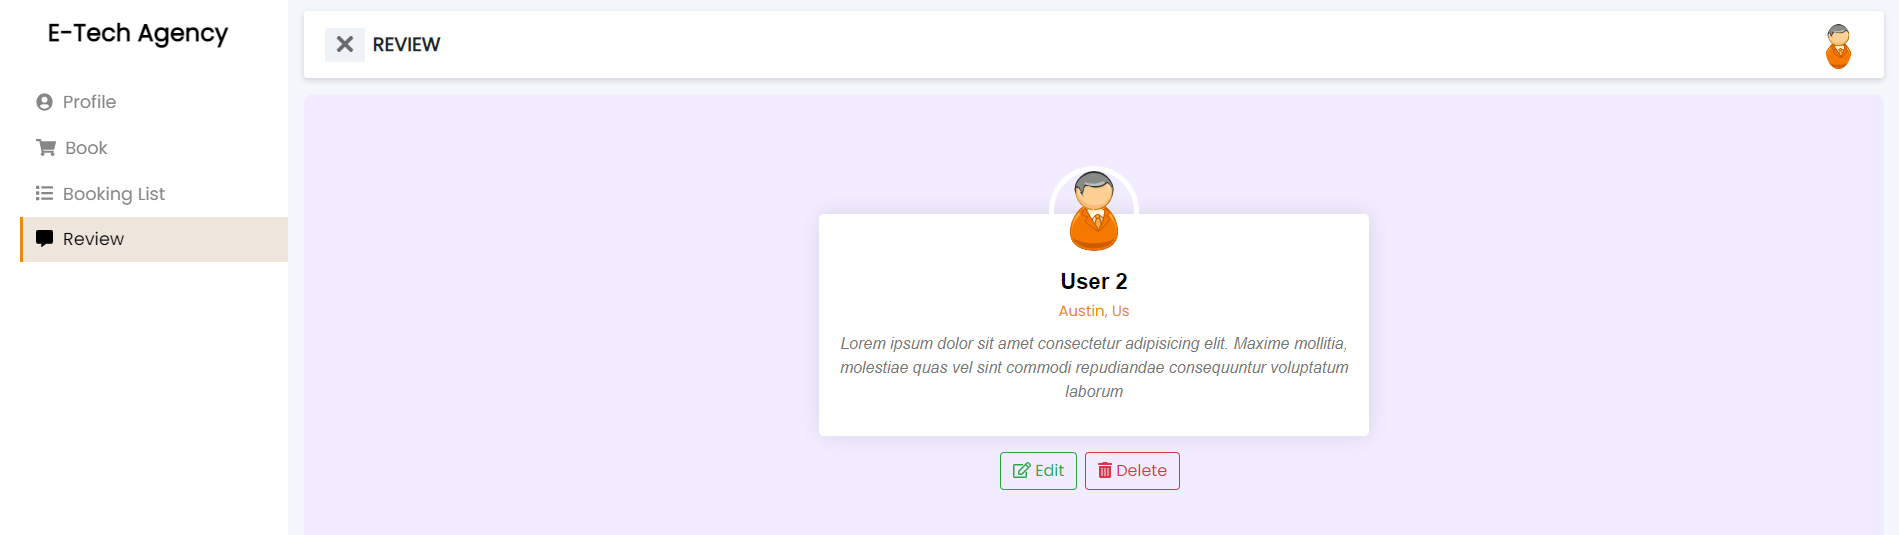 E-Tech Agency
Profile
Book
Booking List
Review
REVIEW
User 2
Austin, Us
Lorem ipsum dolor sit amet consectetur adipisicing elit. Maxime mollitia,
molestiae quas vel sint commodi repudiandae consequuntur voluptatum
laborum
Edit
Delete